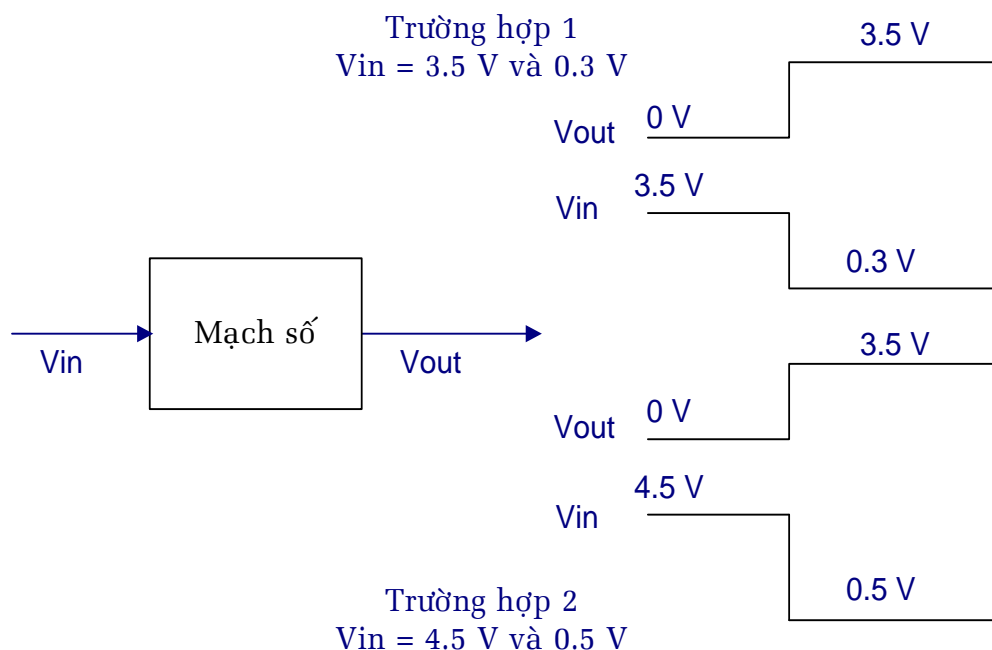 Trường hợp 1
Vin = 3.5 V và 0.3 V
3.5 V
Vout 0 V
3.5 V
Vin
0.3 V
Mạch số
Vin
Vout
3.5 V
Vout 0 V
4.5 V
Vin
0.5 V
Trường hợp 2
Vin = 4.5 V và 0.5 V